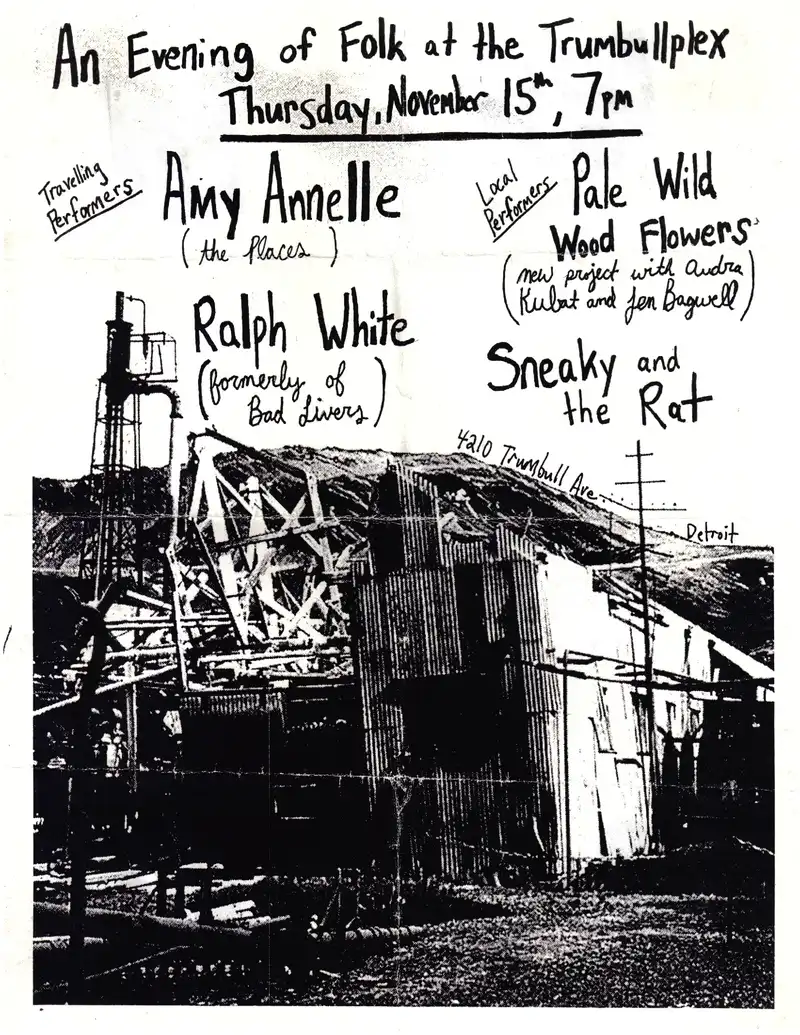 An Evening of Folk at the Trumbullplex
Thursday, November 15th, 7pm
Travelling
Performers
Amy Annelle
(the Places)
Ralph White
(formerly of
Bad Livers)
Local
Performers
Pale Wild
Wood Flowers
(new project with Audra
Kubat and Jen Bagwell)
Sneaky and
the Rat
4210 Trumbull Ave.......
Detroit